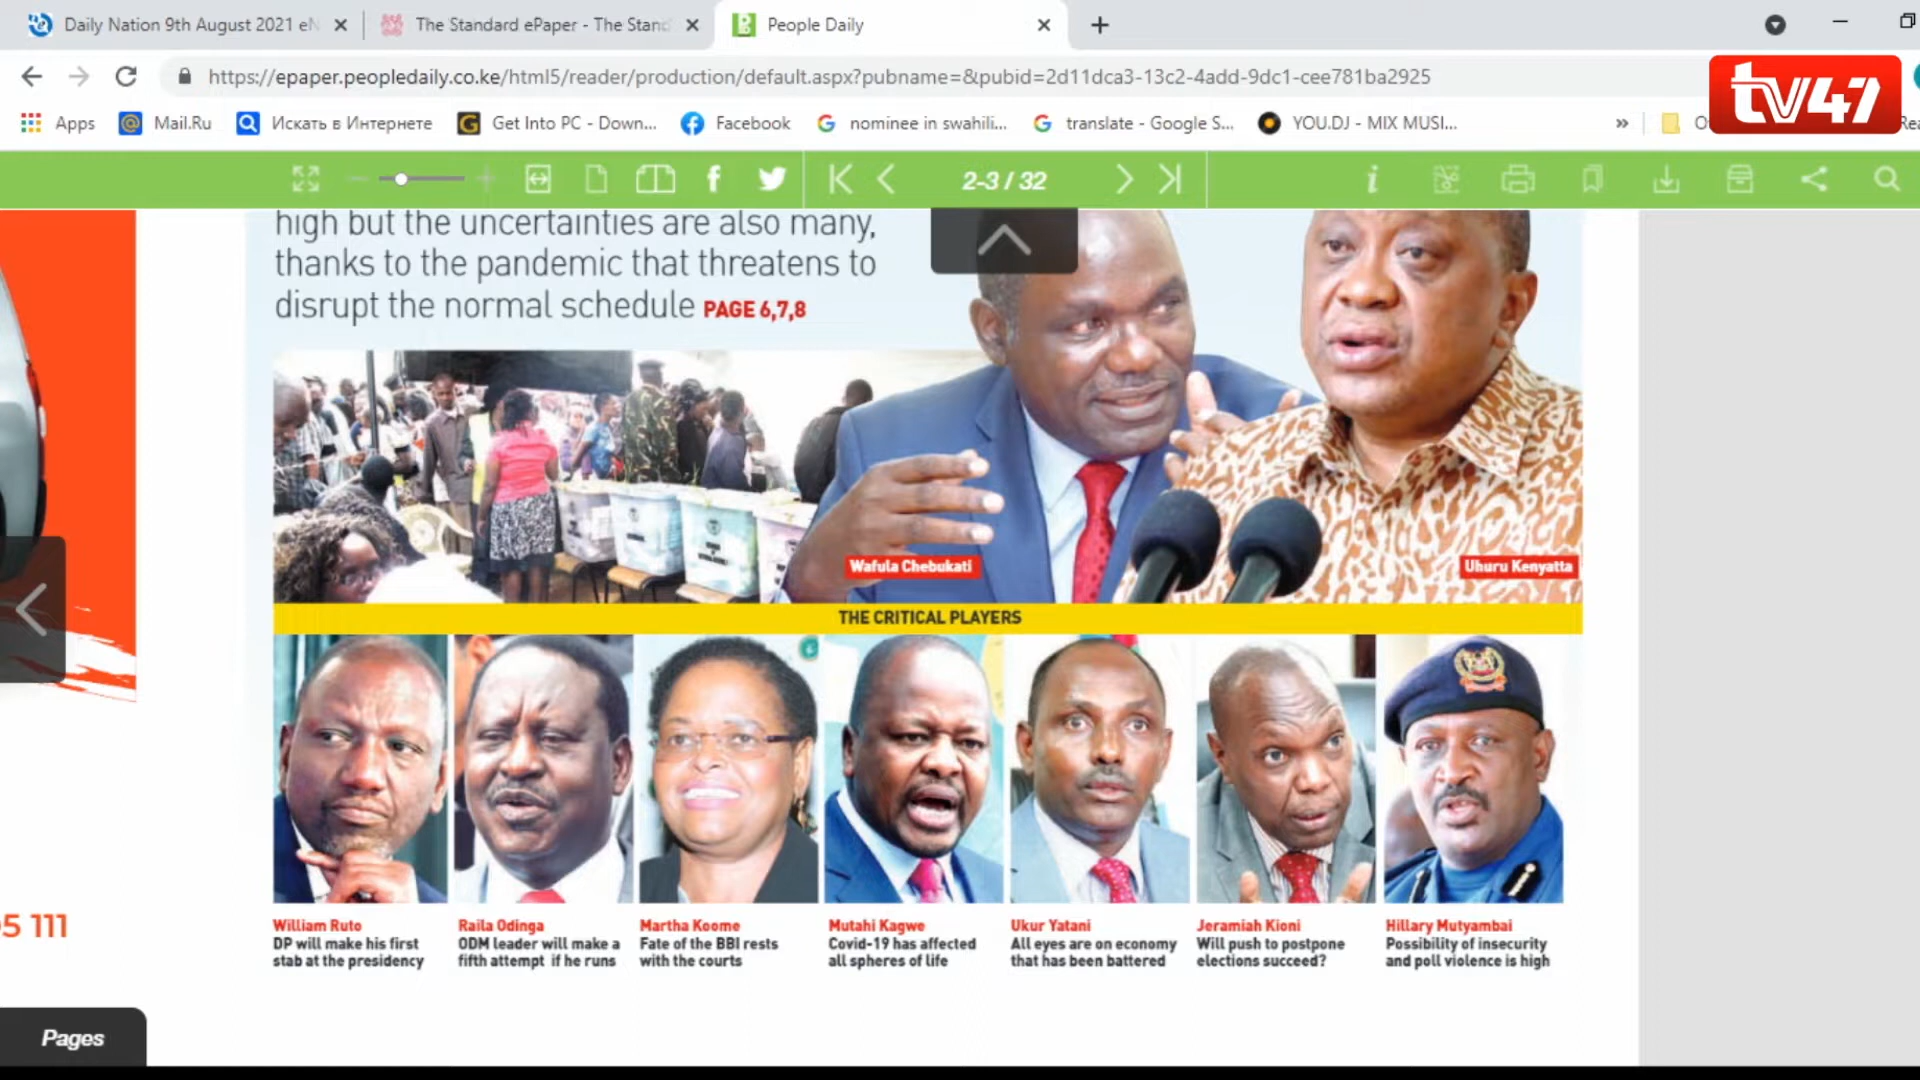 Daily Nation 9th August 2021 eN
The Standard ePaper - The Stand
People Daily
https://epaper.peopledaily.co.ke/html5/reader/production/default.aspx?pubname=&pubid=2d11dca3-13c2-4add-9dc1-cee781ba2925
tv47
Apps
Mail.Ru
Искать в Интернете
Get Into PC - Down...
Facebook
nominee in swahili...
translate - Google S...
YOU.DJ - MIX MUSI...
2-3 / 32
high but the uncertainties are also many,
thanks to the pandemic that threatens to
disrupt the normal schedule PAGE 6,7,8
Wafula Chebukati
Uhuru Kenyatta
THE CRITICAL PLAYERS
William Ruto
DP will make his first
stab at the presidency
Raila Odinga
ODM leader will make a
fifth attempt if he runs
Martha Koome
Fate of the BBI rests
with the courts
Mutahi Kagwe
Covid-19 has affected
all spheres of life
Ukur Yatani
All eyes are on economy
that has been battered
Jeramiah Kioni
Will push to postpone
elections succeed?
Hillary Mutyambai
Possibility of insecurity
and poll violence is high
5 111
Pages